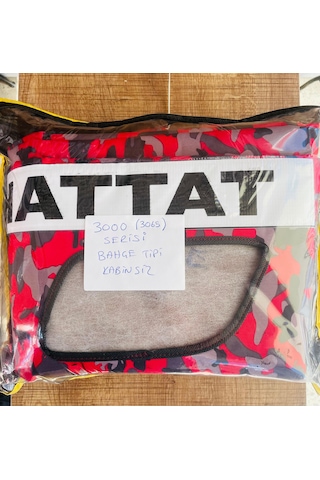 HATTAT
3000 (3065)
SERİSİ
BAHÇE TİPİ
KABİNSİZ